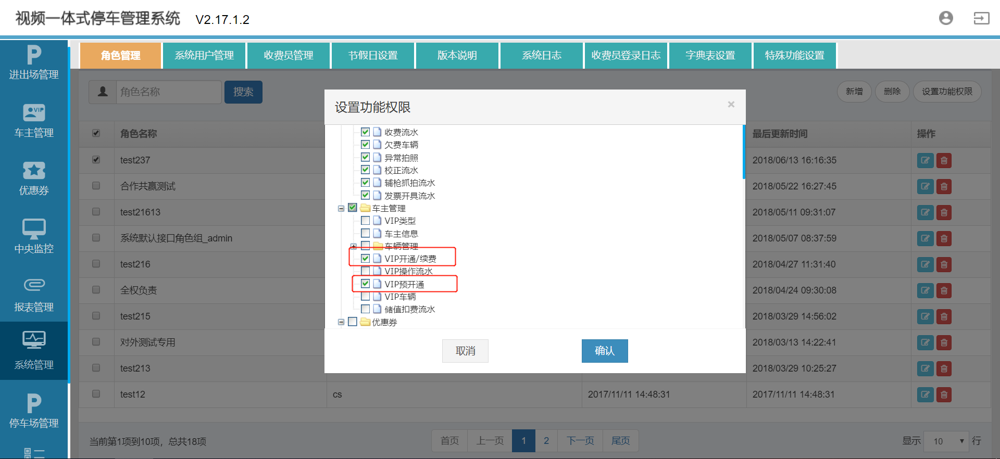 视频一体式停车管理系统 V2.17.1.2
进出场管理
车主管理
优惠券
中央监控
报表管理
系统管理
停车场管理
角色管理 系统用户管理 收费员管理 节假日设置 版本说明 系统日志 收费员登录日志 字典表设置 特殊功能设置
角色名称 搜索 新增 删除 设置功能权限
角色名称 最后更新时间 操作
test237 2018/06/13 16:16:35
合作共赢测试 2018/05/22 16:27:45
test21613 2018/05/11 09:31:07
系统默认接口角色组_admin 2018/05/07 08:37:59
test216 2018/04/27 11:31:40
全权负责 2018/04/24 09:30:08
test215 2018/03/29 14:56:02
对外测试专用 2018/03/13 14:22:41
test213 2018/03/29 10:25:27
test12 cs 2017/11/11 14:48:31 2017/11/11 14:48:31
设置功能权限 ×
收费流水
欠费车辆
异常拍照
校正流水
辅枪抓拍流水
发票开具流水
车主管理
VIP类型
车主信息
车辆管理
VIP开通/续费
VIP操作流水
VIP预开通
VIP车辆
储值扣费流水
优惠券
取消 确认
当前第1项到10项，总共18项 首页 上一页 1 2 下一页 尾页 显示 10 行